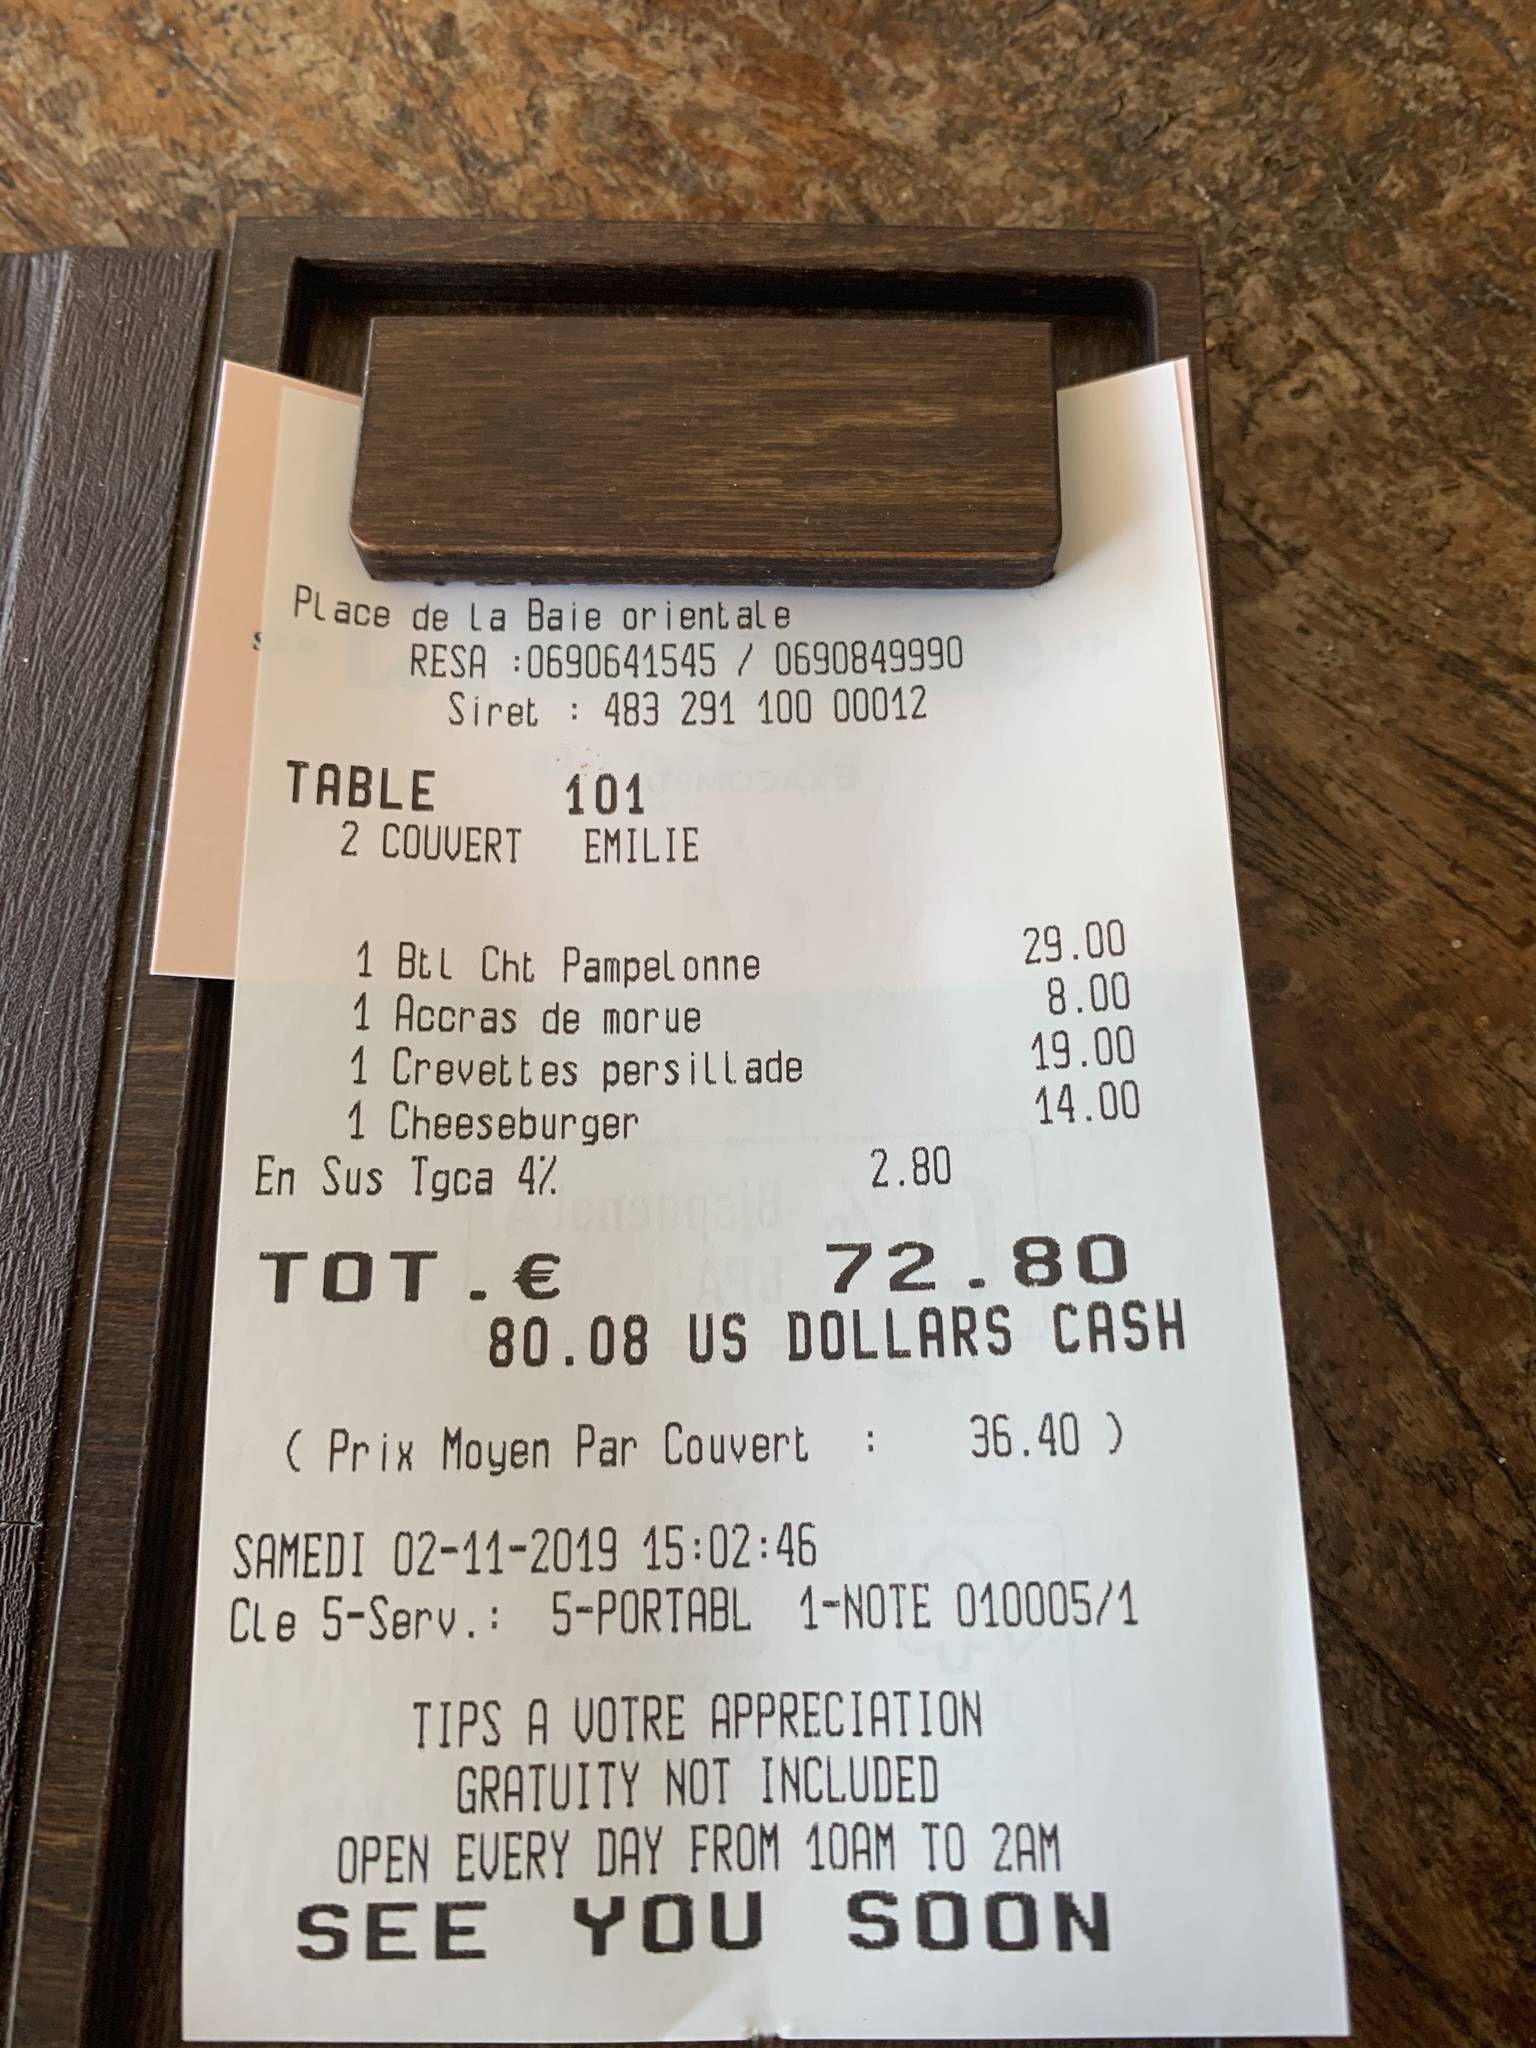 Place de la Baie orientale
RESA :0690641545 / 0690849990
Siret : 483 291 100 00012
TABLE 101
2 COUVERT EMILIE
1 Btl Cht Pampelonne 29.00
1 Accras de morue 8.00
1 Crevettes persillade 19.00
1 Cheeseburger 14.00
En Sus Tgca 4% 2.80
TOT.€ 72.80
80.08 US DOLLARS CASH
( Prix Moyen Par Couvert : 36.40 )
SAMEDI 02-11-2019 15:02:46
Cle 5-Serv.: 5-PORTABL 1-NOTE 010005/1
TIPS A VOTRE APPRECIATION
GRATUITY NOT INCLUDED
OPEN EVERY DAY FROM 10AM TO 2AM
SEE YOU SOON